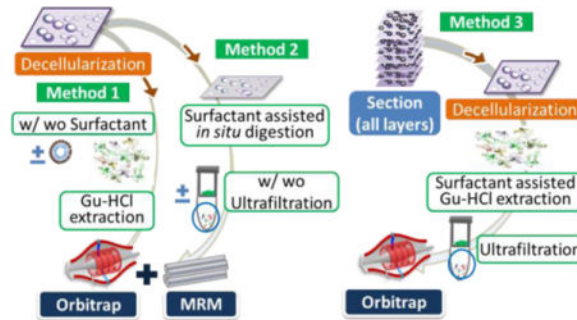 Method 2
Decellularization
Method 1
w/ wo Surfactant
±
Gu-HCl
extraction
Surfactant assisted
in situ digestion
±
w/ wo
Ultrafiltration
Orbitrap
+
MRM
Method 3
Section
(all layers)
Decellularization
Surfactant assisted
Gu-HCl extraction
Ultrafiltration
Orbitrap